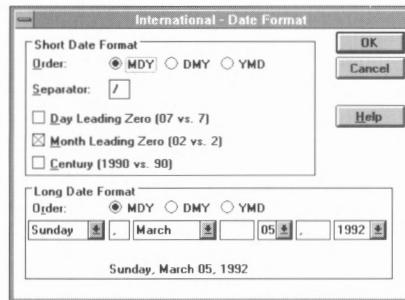 International - Date Format
Short Date Format
Order: MDY DMY YMD
Separator: /
Day Leading Zero (07 vs. 7)
Month Leading Zero (02 vs. 2)
Century (1990 vs. 90)
OK
Cancel
Help
Long Date Format
Order: MDY DMY YMD
Sunday , March 05 , 1992
Sunday, March 05, 1992